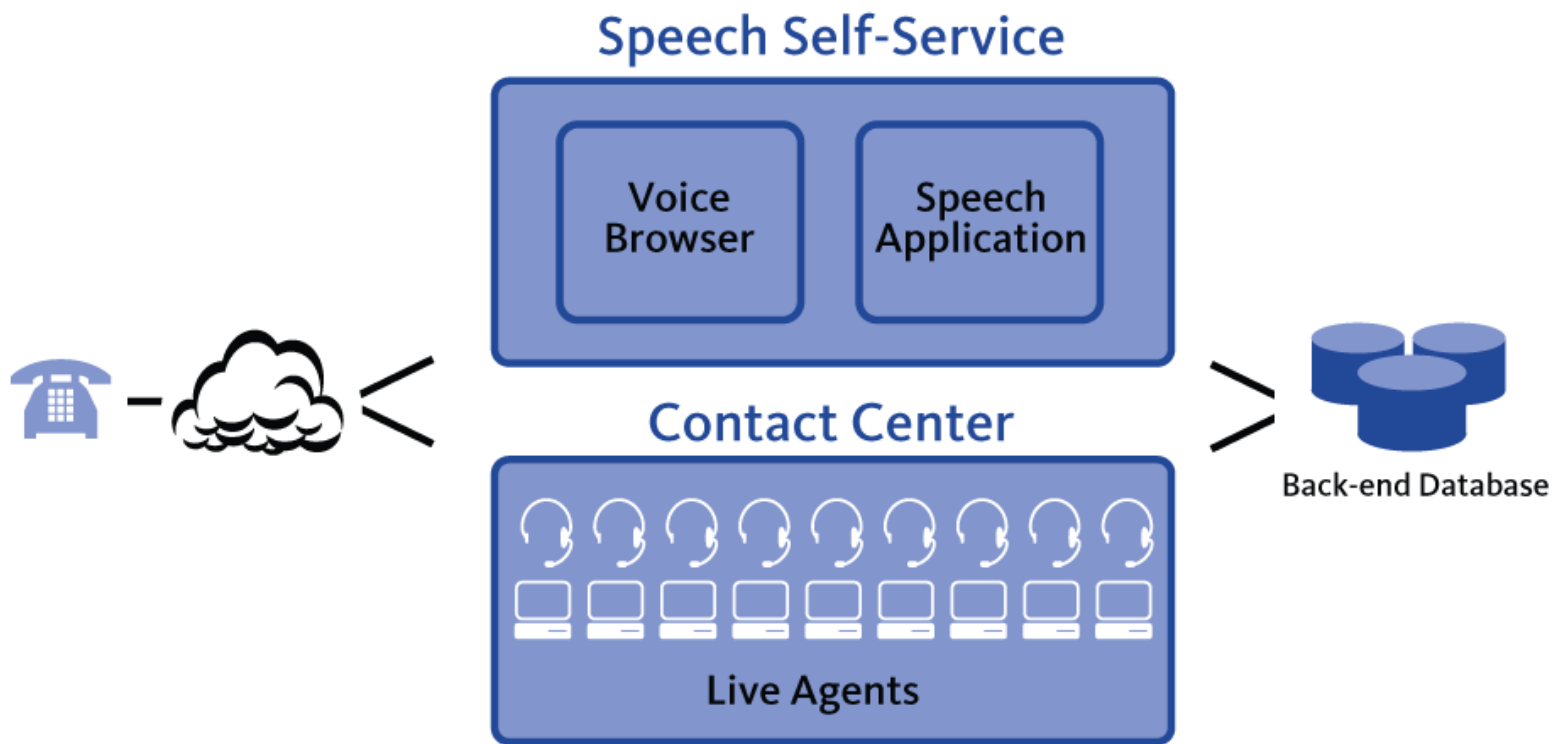 Speech Self-Service
Voice
Browser
Speech
Application
Contact Center
Live Agents
Back-end Database